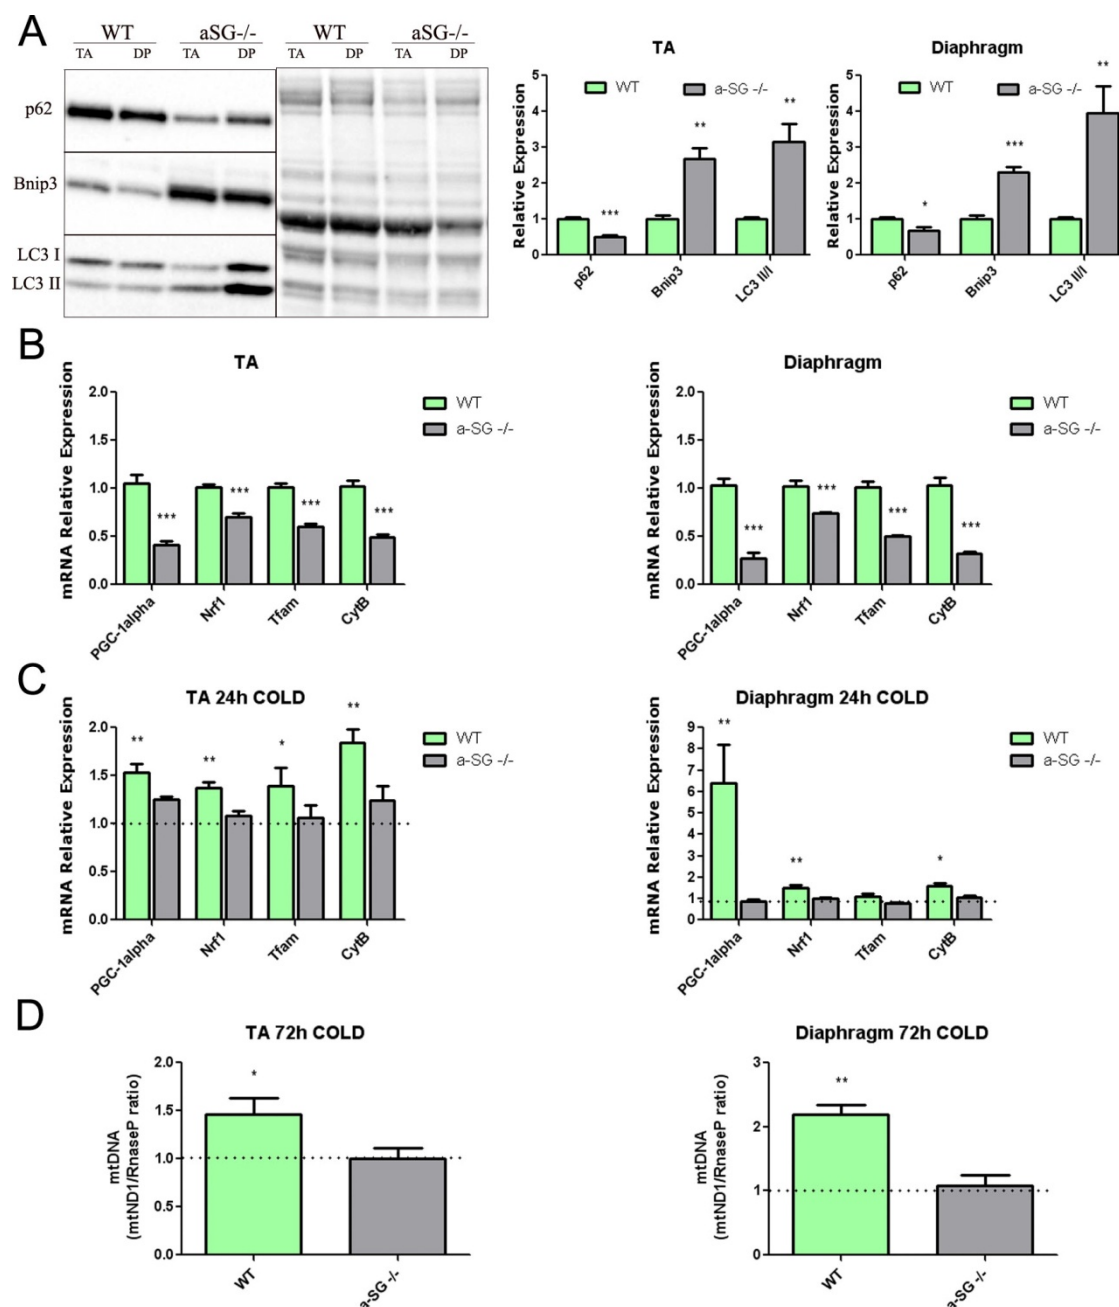 A
WT aSG-/- WT aSG-/-
TA DP TA DP TA DP TA DP
p62
Bnip3
LC3 I
LC3 II
TA
WT a-SG -/-
Relative Expression
5
4
3
2
1
0
*** ** **
p62 Bnip3 LC3 II/I
Diaphragm
WT a-SG -/-
Relative Expression
5
4
3
2
1
0
* *** **
p62 Bnip3 LC3 II/I
B
TA
mRNA Relative Expression
2.0
1.5
1.0
0.5
0.0
*** *** *** ***
PGC-1alpha Nrf1 Tfam CytB
WT
a-SG -/-
Diaphragm
mRNA Relative Expression
2.0
1.5
1.0
0.5
0.0
*** *** *** ***
PGC-1alpha Nrf1 Tfam CytB
WT
a-SG -/-
C
TA 24h COLD
mRNA Relative Expression
2.0
1.5
1.0
0.5
0.0
** ** * **
PGC-1alpha Nrf1 Tfam CytB
WT
a-SG -/-
Diaphragm 24h COLD
mRNA Relative Expression
9
8
7
6
5
4
3
2
1
0
** ** *
PGC-1alpha Nrf1 Tfam CytB
WT
a-SG -/-
D
TA 72h COLD
mtDNA
(mtND1/RnaseP ratio)
2.0
1.5
1.0
0.5
0.0
*
WT a-SG -/-
Diaphragm 72h COLD
mtDNA
(mtND1/RnaseP ratio)
3
2
1
0
**
WT a-SG -/-